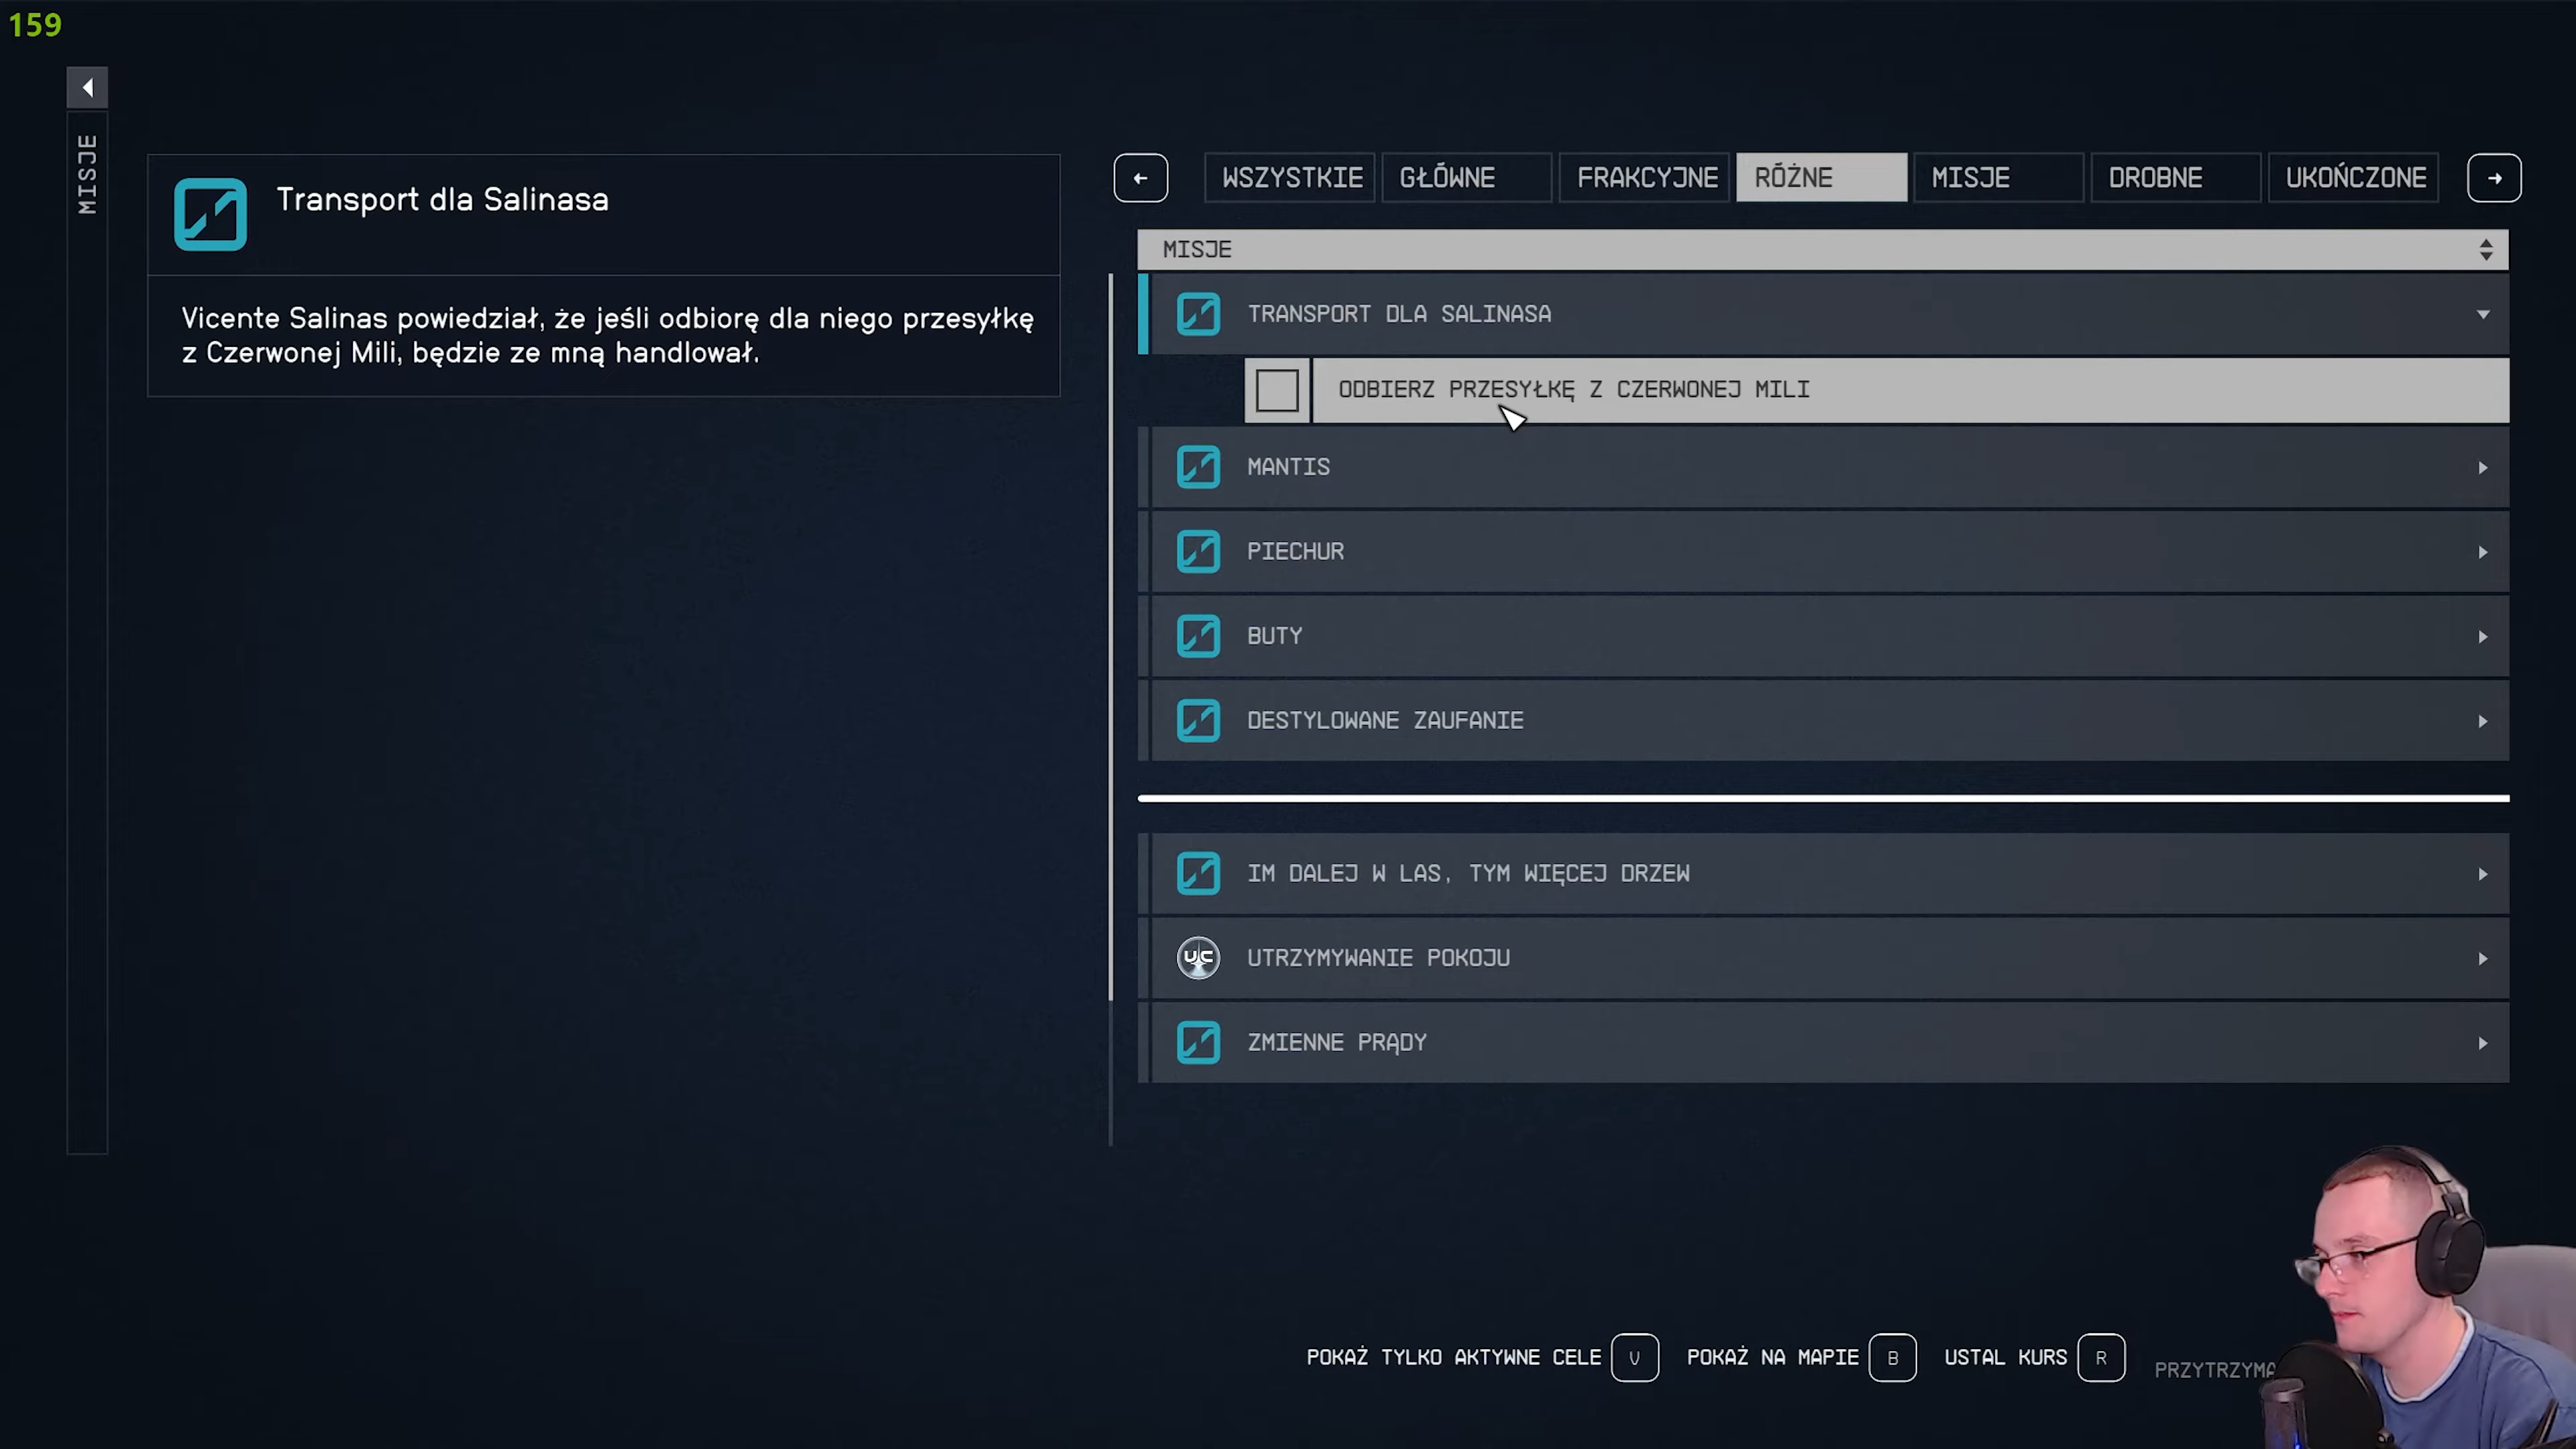 159
MISJE
Transport dla Salinasa
Vicente Salinas powiedział, że jeśli odbiorę dla niego przesyłkę
z Czerwonej Mili, będzie ze mną handlował.
WSZYSTKIE
GŁÓWNE
FRAKCYJNE
RÓŻNE
MISJE
DROBNE
UKOŃCZONE
MISJE
TRANSPORT DLA SALINASA
ODBIERZ PRZESYŁKĘ Z CZERWONEJ MILI
MANTIS
PIECHUR
BUTY
DESTYLOWANE ZAUFANIE
IM DALEJ W LAS, TYM WIĘCEJ DRZEW
UC
UTRZYMYWANIE POKOJU
ZMIENNE PRĄDY
POKAŻ TYLKO AKTYWNE CELE V
POKAŻ NA MAPIE B
USTAL KURS R
PRZYTRZYMA